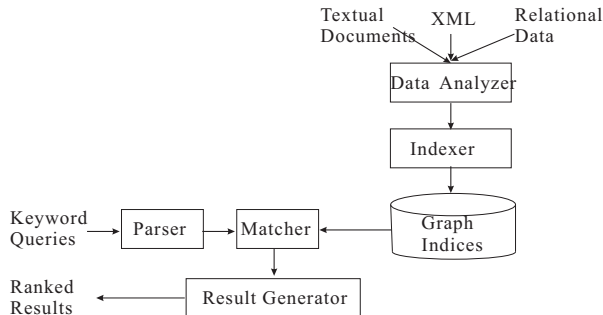 Textual
Documents
XML
Relational
Data
Data Analyzer
Indexer
Graph
Indices
Keyword
Queries
Parser
Matcher
Ranked
Results
Result Generator